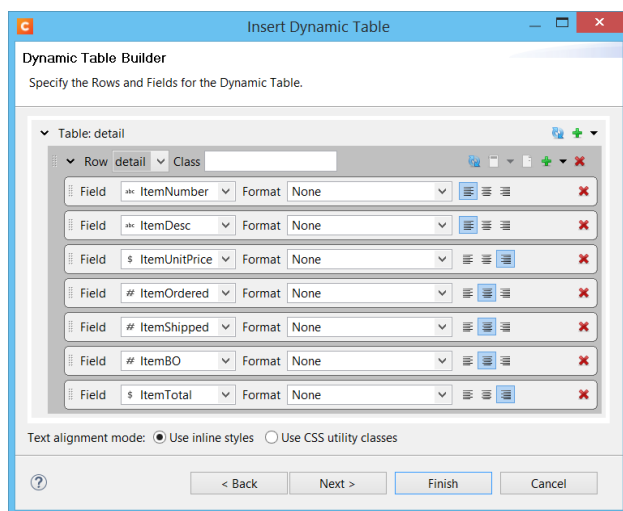 C Insert Dynamic Table
Dynamic Table Builder
Specify the Rows and Fields for the Dynamic Table.
Table: detail
Row detail Class
Field abc ItemNumber Format None
Field abc ItemDesc Format None
Field $ ItemUnitPrice Format None
Field # ItemOrdered Format None
Field # ItemShipped Format None
Field # ItemBO Format None
Field $ ItemTotal Format None
Text alignment mode: Use inline styles Use CSS utility classes
? < Back Next > Finish Cancel